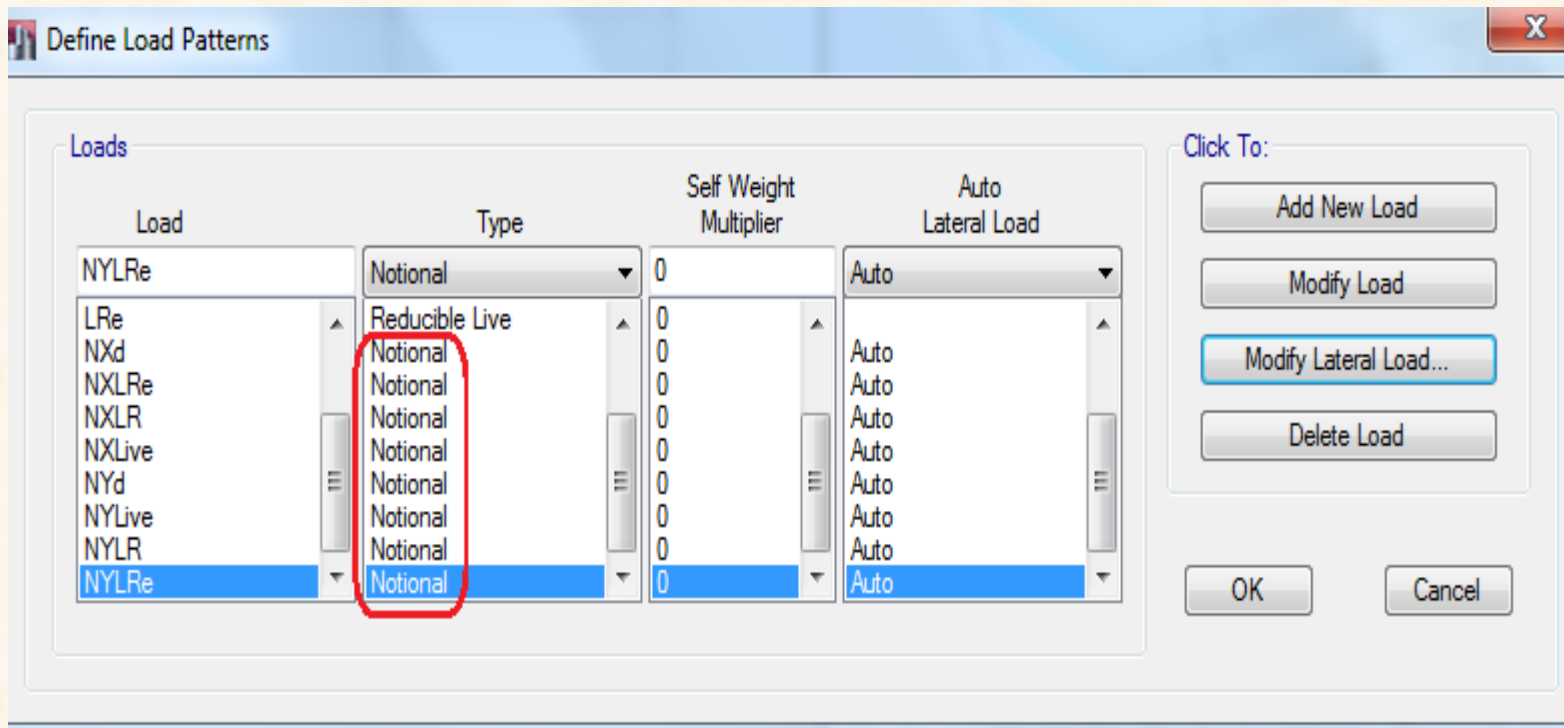 Define Load Patterns
X
Loads
Click To:
Load Type Self Weight Multiplier Auto Lateral Load
NYLRe Notional 0 Auto
LRe Reducible Live 0
NXd Notional 0 Auto
NXLRe Notional 0 Auto
NXLR Notional 0 Auto
NXLive Notional 0 Auto
NYd Notional 0 Auto
NYLive Notional 0 Auto
NYLR Notional 0 Auto
NYLRe Notional 0 Auto
Add New Load
Modify Load
Modify Lateral Load...
Delete Load
OK Cancel